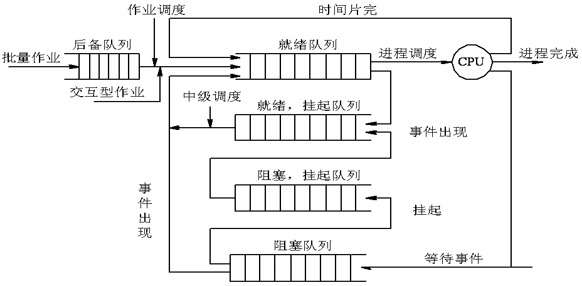 作业调度
时间片完
批量作业
后备队列
就绪队列
进程调度
CPU
进程完成
交互型作业
中级调度
就绪，挂起队列
事件出现
阻塞，挂起队列
事件出现
挂起
阻塞队列
等待事件